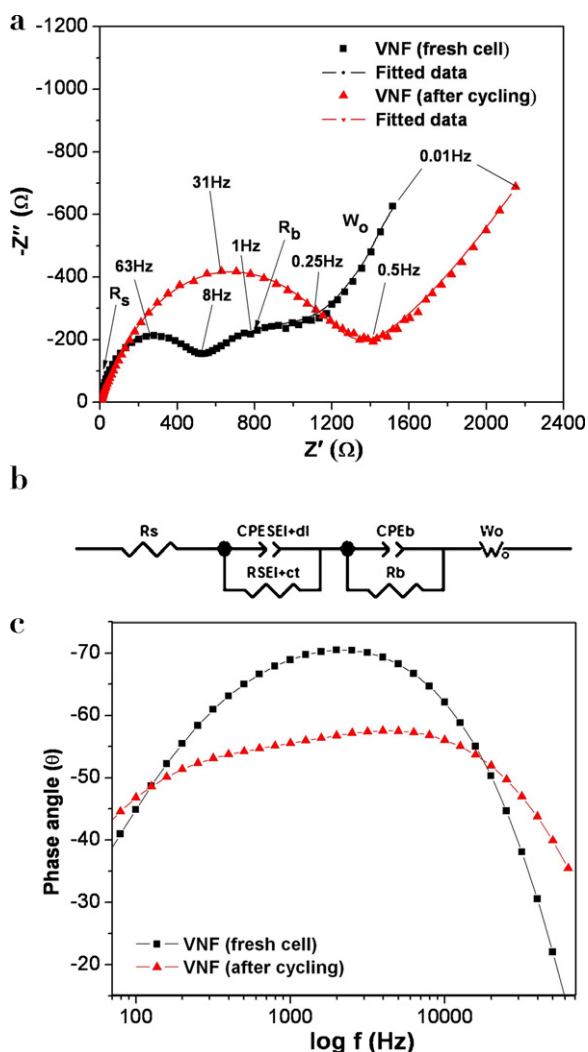 a
-1200
-1000
-800
-600
-400
-200
0
-Z″ (Ω)
VNF (fresh cell)
Fitted data
VNF (after cycling)
Fitted data
0.01Hz
31Hz
Wo
Rb
1Hz
0.25Hz
0.5Hz
63Hz
Rs
8Hz
0 400 800 1200 1600 2000 2400
Z′ (Ω)
b
Rs CPESEI+dl CPEb Wo
RSEI+ct Rb
c
-70
-60
-50
-40
-30
-20
Phase angle (θ)
VNF (fresh cell)
VNF (after cycling)
100 1000 10000
log f (Hz)